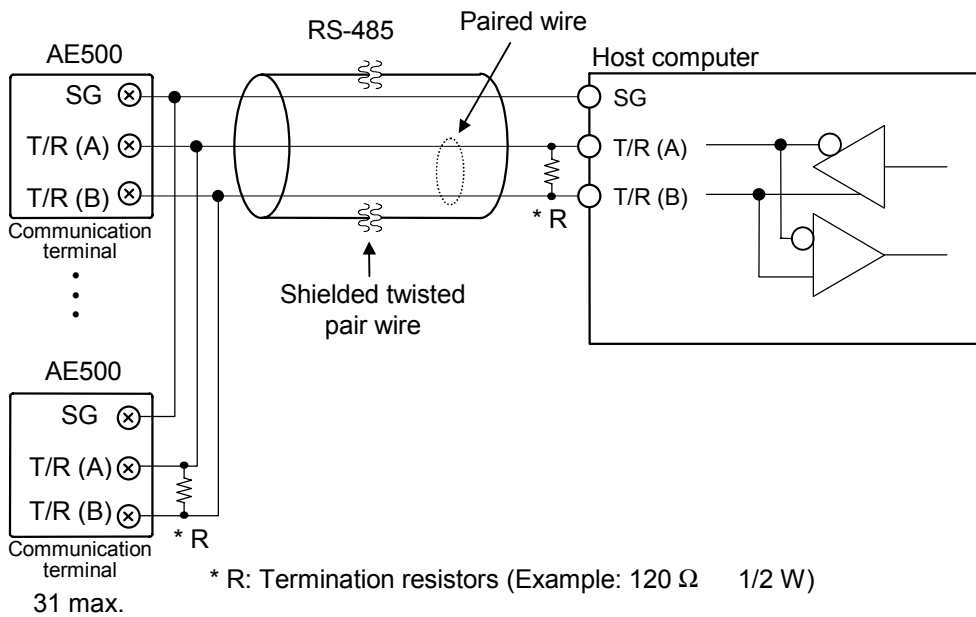 RS-485
Paired wire
AE500
Host computer
SG
T/R (A)
T/R (B)
Communication
terminal
SG
T/R (A)
T/R (B)
* R
Shielded twisted
pair wire
AE500
SG
T/R (A)
T/R (B)
Communication
terminal
* R
31 max.
* R: Termination resistors (Example: 120 Ω 1/2 W)